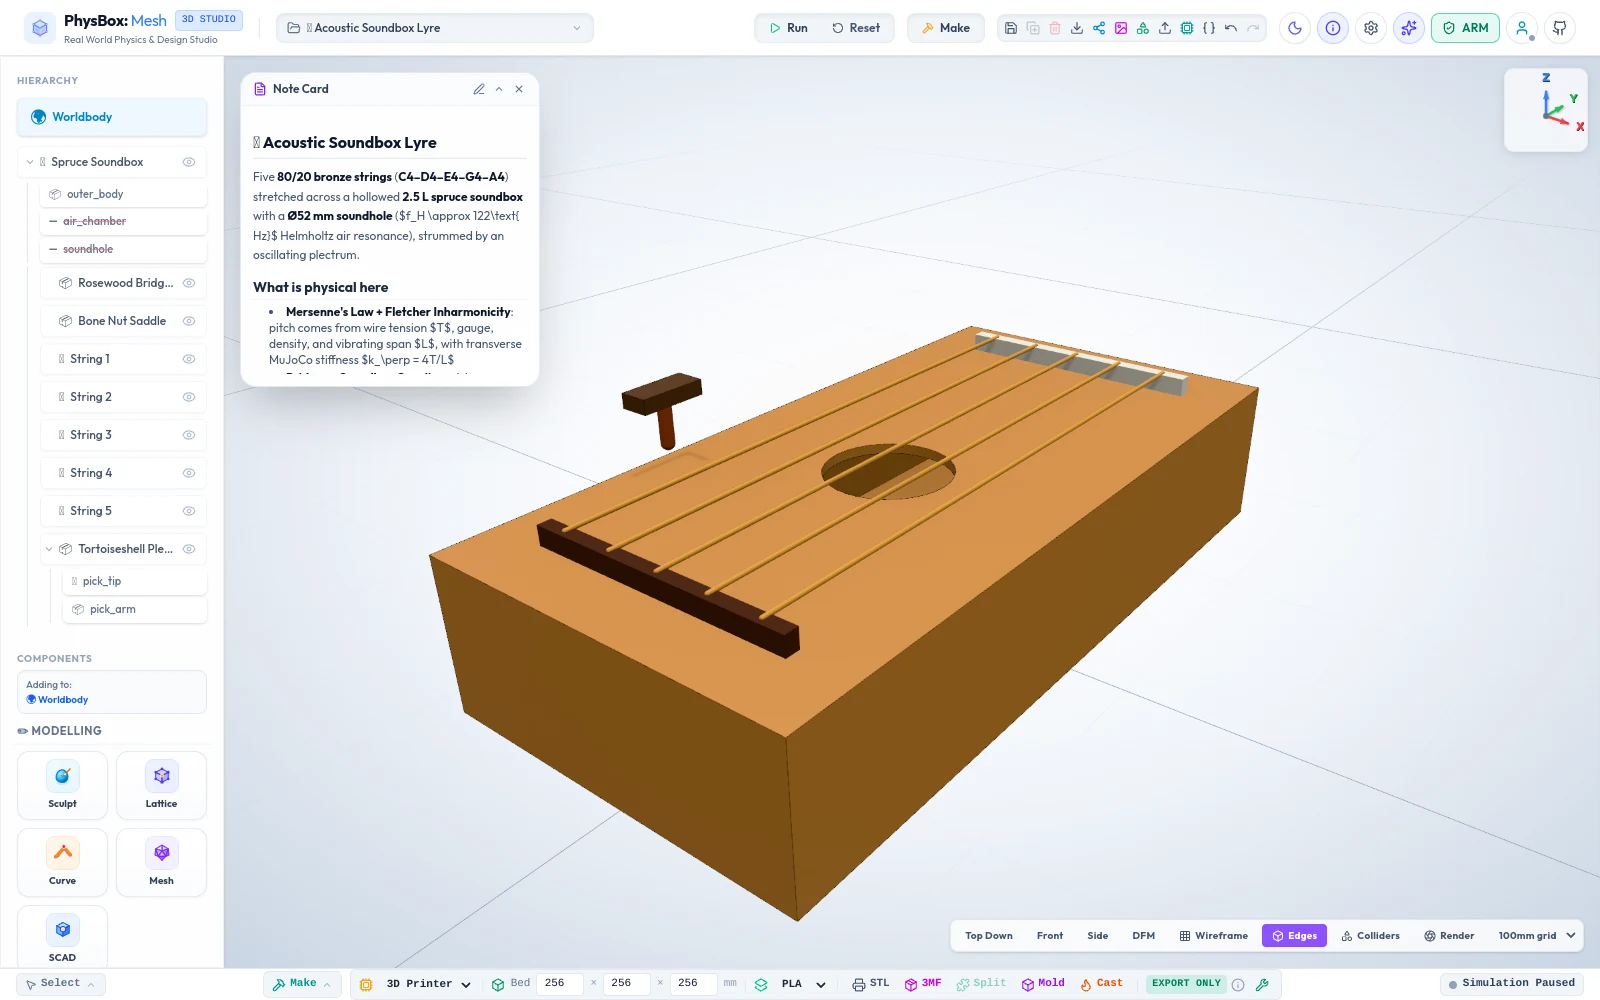 PhysBox: Mesh
3D STUDIO
Real World Physics & Design Studio
Acoustic Soundbox Lyre
Run
Reset
Make
ARM
HIERARCHY
Worldbody
Spruce Soundbox
outer_body
air_chamber
soundhole
Rosewood Bridg...
Bone Nut Saddle
String 1
String 2
String 3
String 4
String 5
Tortoiseshell Ple...
pick_tip
pick_arm
COMPONENTS
Adding to:
Worldbody
MODELLING
Sculpt
Lattice
Curve
Mesh
SCAD
Note Card
Acoustic Soundbox Lyre
Five 80/20 bronze strings (C4–D4–E4–G4–A4)
stretched across a hollowed 2.5 L spruce soundbox
with a Ø52 mm soundhole ($f_H \approx 122\text{
Hz}$ Helmholtz air resonance), strummed by an
oscillating plectrum.
What is physical here
• Mersenne's Law + Fletcher Inharmonicity:
pitch comes from wire tension $T$, gauge,
density, and vibrating span $L$, with transverse
MuJoCo stiffness $k_\perp = 4T/L$
Z
Y
X
Top Down
Front
Side
DFM
Wireframe
Edges
Colliders
Render
100mm grid
Select
Make
3D Printer
Bed
256
×
256
×
256
mm
PLA
STL
3MF
Split
Mold
Cast
EXPORT ONLY
Simulation Paused